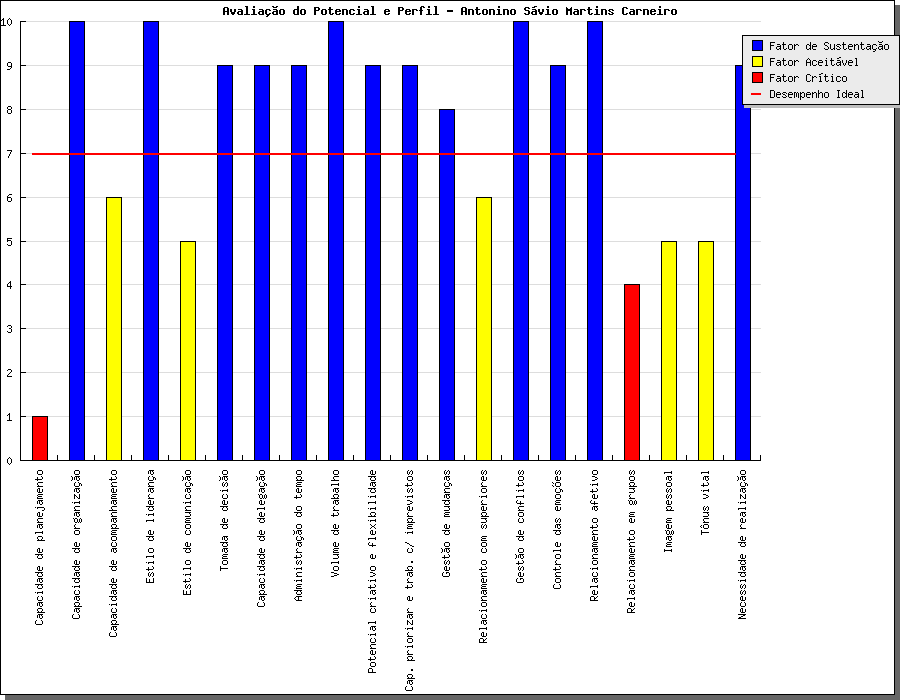 Avaliação do Potencial e Perfil - Antonino Sávio Martins Carneiro
Fator de Sustentação
Fator Aceitável
Fator Crítico
Desempenho Ideal
10
9
8
7
6
5
4
3
2
1
0
Capacidade de planejamento
Capacidade de organização
Capacidade de acompanhamento
Estilo de liderança
Estilo de comunicação
Tomada de decisão
Capacidade de delegação
Administração do tempo
Volume de trabalho
Potencial criativo e flexibilidade
Cap. priorizar e trab. c/ imprevistos
Gestão de mudanças
Relacionamento com superiores
Gestão de conflitos
Controle das emoções
Relacionamento afetivo
Relacionamento em grupos
Imagem pessoal
Tônus vital
Necessidade de realização